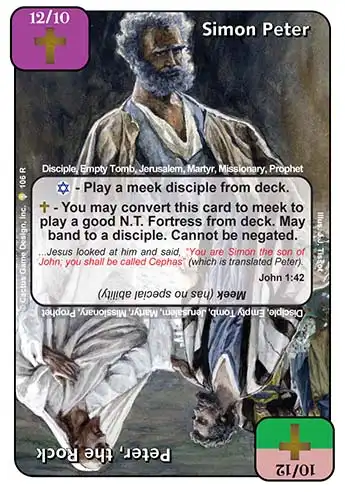 12/10
Simon Peter
Disciple, Empty Tomb, Jerusalem, Martyr, Missionary, Prophet
- Play a meek disciple from deck.
- You may convert this card to meek to
play a good N.T. Fortress from deck. May
band to a disciple. Cannot be negated.
...Jesus looked at him and said, "You are Simon the son of
John; you shall be called Cephas" (which is translated Peter).
John 1:42
Meek (has no special ability)
Disciple, Empty Tomb, Jerusalem, Martyr, Missionary, Prophet
Peter, the Rock
10/12
© Cactus Game Design, Inc. 106 R
Illus. J.J. Tissot